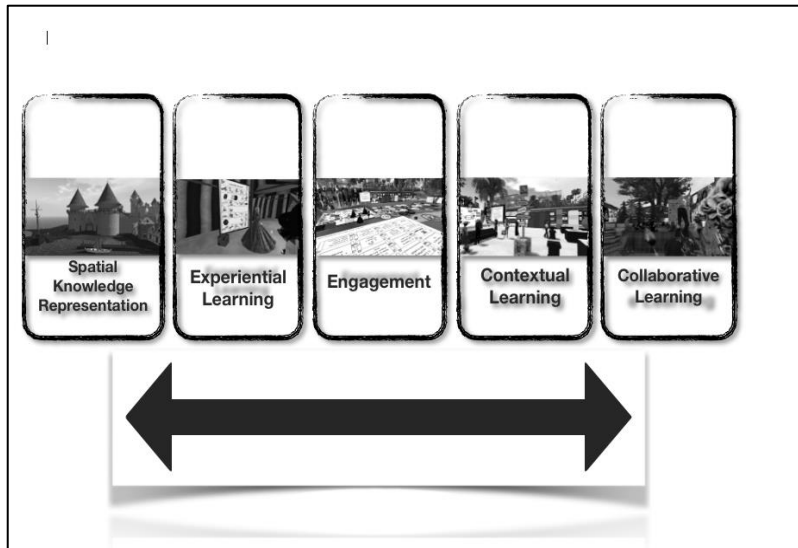 Spatial
Knowledge
Representation
Experiential
Learning
Engagement
Contextual
Learning
Collaborative
Learning